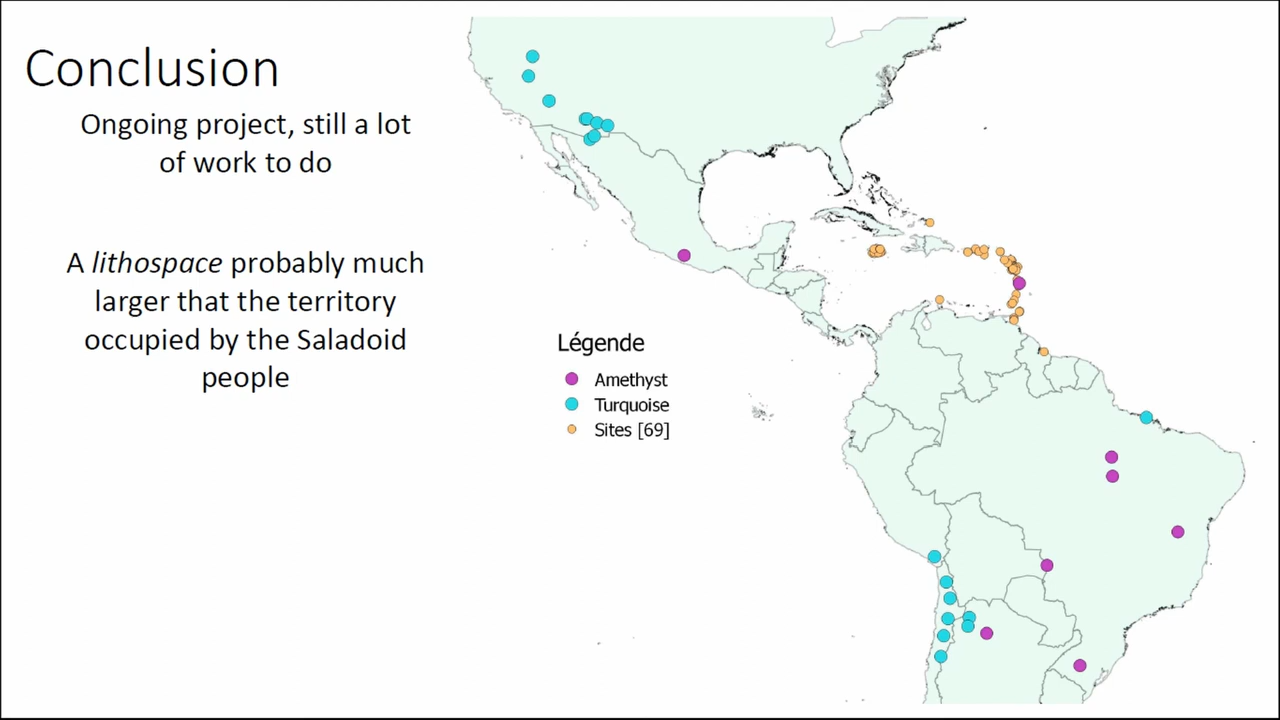 Conclusion
Ongoing project, still a lot
of work to do
A lithospace probably much
larger that the territory
occupied by the Saladoid
people
Légende
Amethyst
Turquoise
Sites [69]